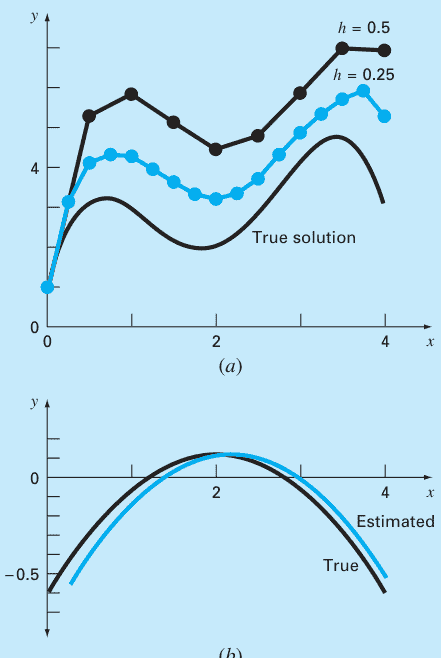 y
h = 0.5
h = 0.25
4
True solution
0
0
2
4
x
(a)
y
0
2
4
x
Estimated
−0.5
True
(b)